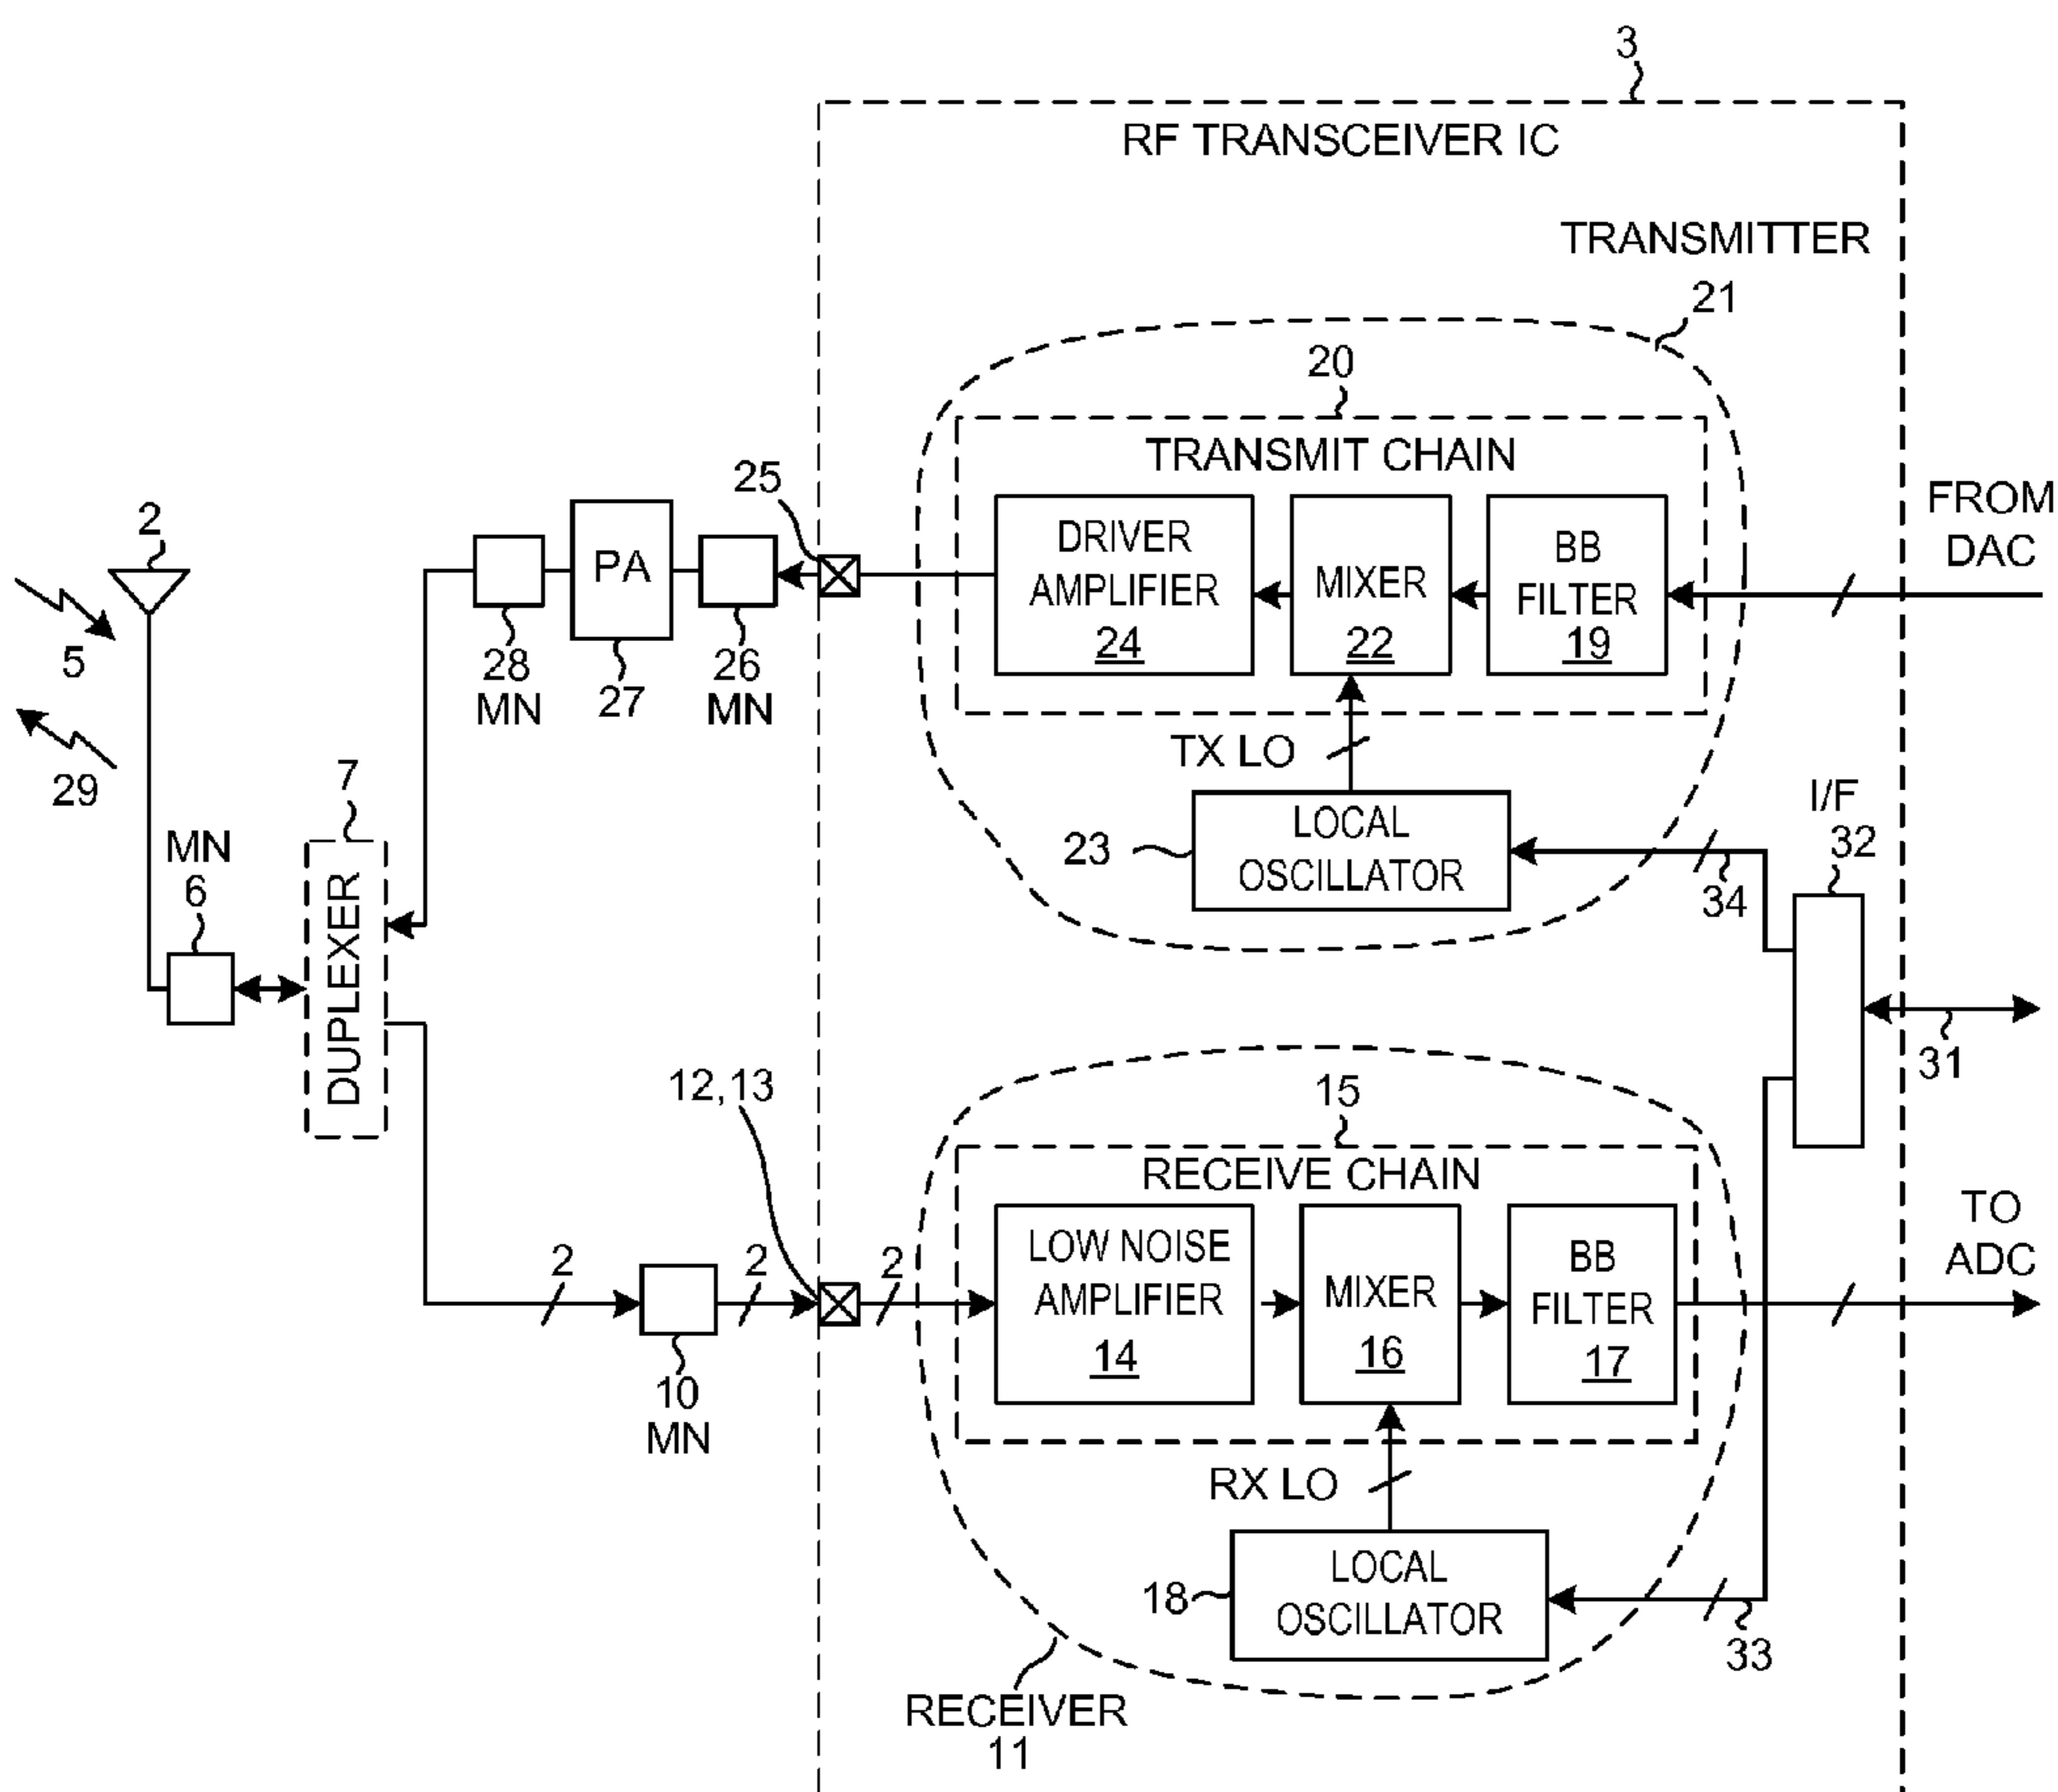 3
RF TRANSCEIVER IC
TRANSMITTER
21
20
TRANSMIT CHAIN
25
2
PA
DRIVER
AMPLIFIER
24
MIXER
22
BB
FILTER
19
FROM
DAC
5
28
MN
27
26
MN
29
TX LO
7
MN
6
DUPLEXER
23
LOCAL
OSCILLATOR
34
I/F
32
31
12,13
15
RECEIVE CHAIN
2
2
2
LOW NOISE
AMPLIFIER
14
MIXER
16
BB
FILTER
17
TO
ADC
10
MN
RX LO
18
LOCAL
OSCILLATOR
33
RECEIVER
11